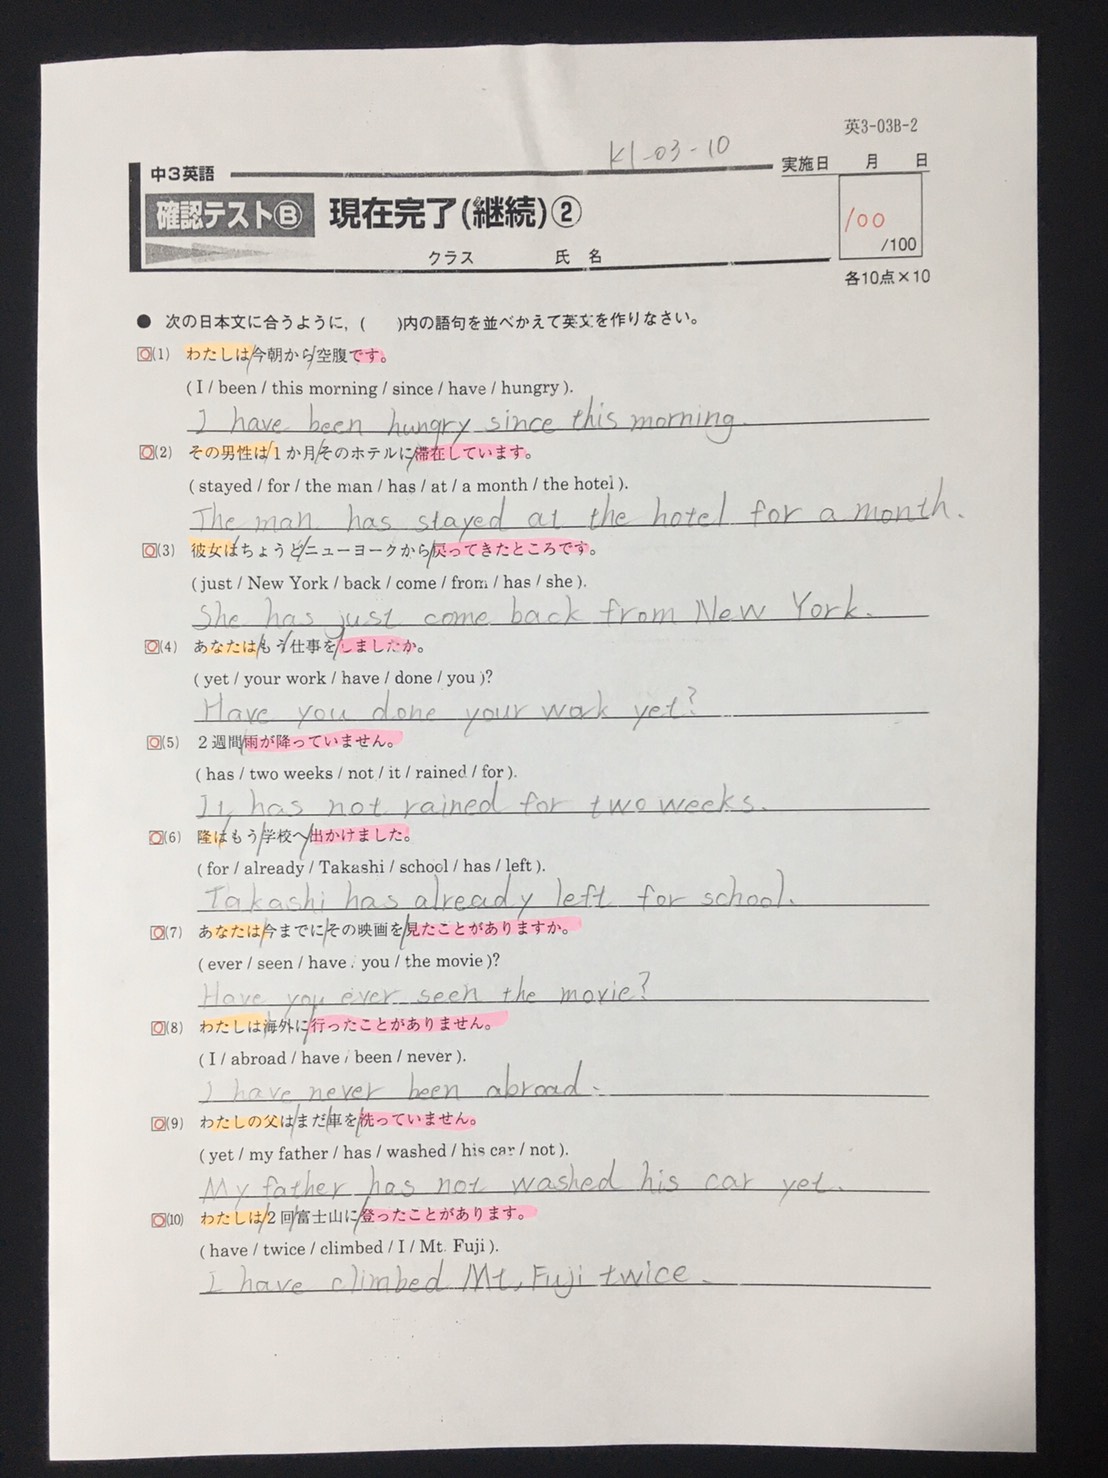 英3-03B-2
K1-03-10
中3英語
実施日 月 日
確認テストⒷ 現在完了(継続)②
100
/100
クラス 氏 名
各10点×10
● 次の日本文に合うように,( )内の語句を並べかえて英文を作りなさい。
(1) わたしは/今朝から/空腹です。
( I / been / this morning / since / have / hungry ).
I have been hungry since this morning.
(2) その男性は/1か月/そのホテルに/滞在しています。
( stayed / for / the man / has / at / a month / the hotel ).
The man has stayed at the hotel for a month.
(3) 彼女は/ちょうど/ニューヨークから/戻ってきたところです。
( just / New York / back / come / from / has / she ).
She has just come back from New York.
(4) あなたは/もう/仕事を/しましたか。
( yet / your work / have / done / you )?
Have you done your work yet?
(5) 2週間/雨が降っていません。
( has / two weeks / not / it / rained / for ).
It has not rained for two weeks.
(6) 隆は/もう/学校へ/出かけました。
( for / already / Takashi / school / has / left ).
Takashi has already left for school.
(7) あなたは/今までに/その映画を/見たことがありますか。
( ever / seen / have / you / the movie )?
Have you ever seen the movie?
(8) わたしは/海外に/行ったことがありません。
( I / abroad / have / been / never ).
I have never been abroad.
(9) わたしの父は/まだ/車を/洗っていません。
( yet / my father / has / washed / his car / not ).
My father has not washed his car yet.
(10) わたしは/2回/富士山に/登ったことがあります。
( have / twice / climbed / I / Mt. Fuji ).
I have climbed Mt. Fuji twice.